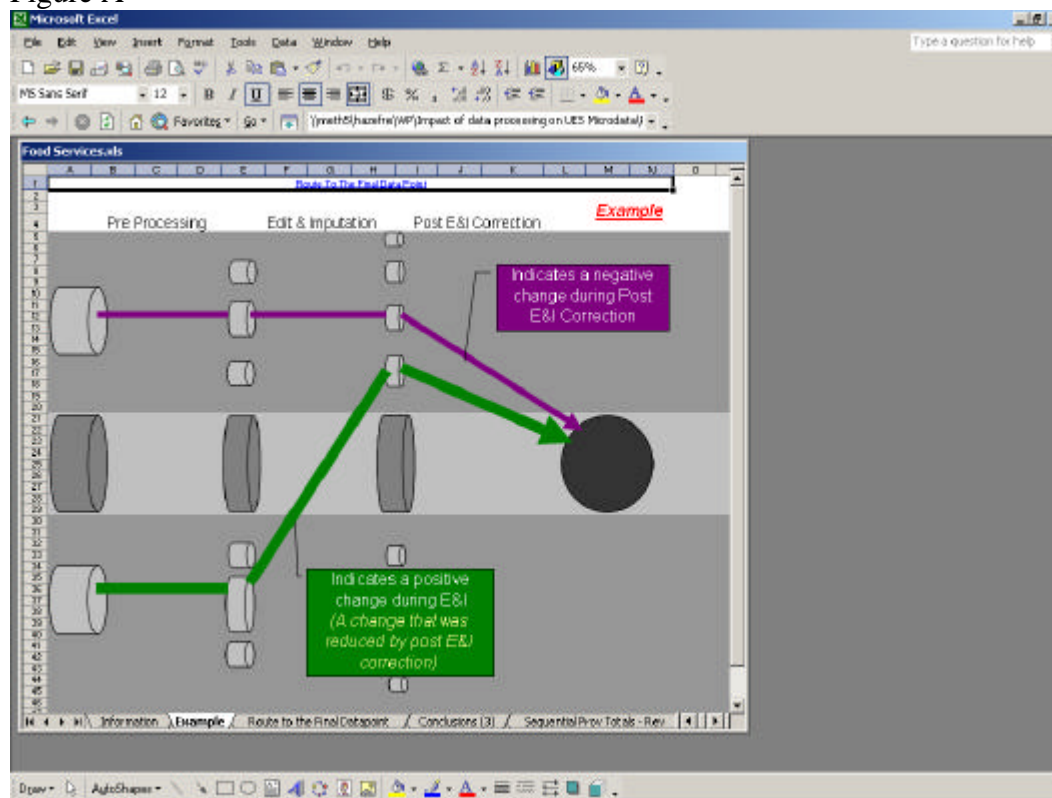 Figure A
Microsoft Excel
File Edit View Insert Format Tools Data Window Help
Type a question for help
65%
MS Sans Serif 12 B I U
Favorites Go
Food Services.xls
A B C D E F G H I J K L M N O
Route To The Final Data Point
Pre Processing Edit & Imputation Post E&I Correction Example
Indicates a negative
change during Post
E&I Correction
Indicates a positive
change during E&I
(A change that was
reduced by post E&I
correction)
Information Example Route to the Final Datapoint Conclusions (3) Sequential Prov Totals - Rev
Draw AutoShapes